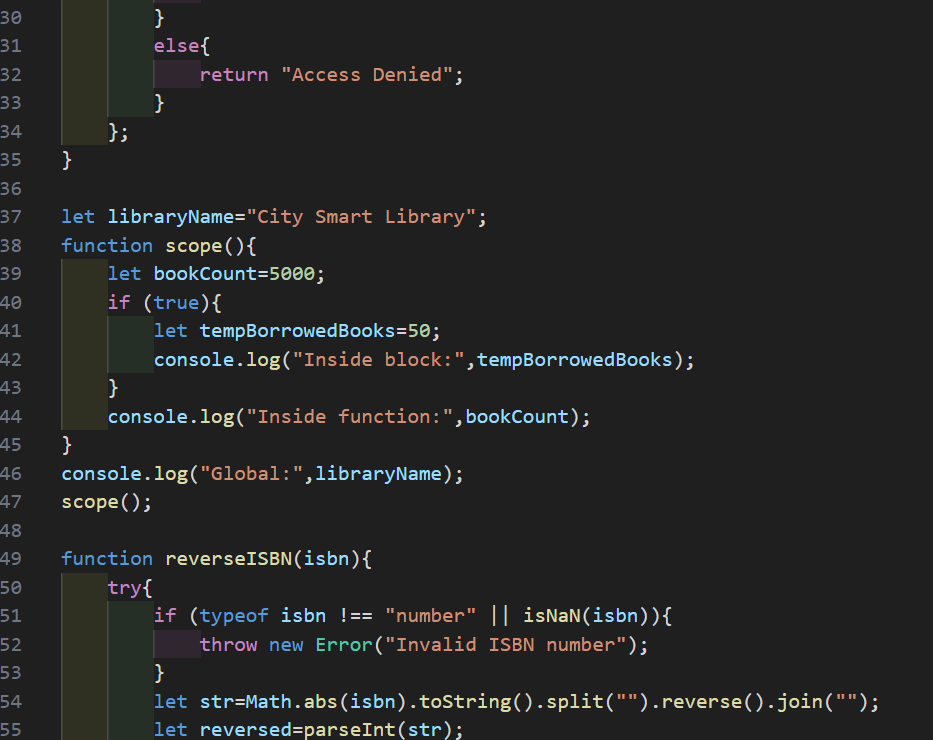 30 }
31 else{
32 return "Access Denied";
33 }
34 };
35 }
36
37 let libraryName="City Smart Library";
38 function scope(){
39 let bookCount=5000;
40 if (true){
41 let tempBorrowedBooks=50;
42 console.log("Inside block:",tempBorrowedBooks);
43 }
44 console.log("Inside function:",bookCount);
45 }
46 console.log("Global:",libraryName);
47 scope();
48
49 function reverseISBN(isbn){
50 try{
51 if (typeof isbn !== "number" || isNaN(isbn)){
52 throw new Error("Invalid ISBN number");
53 }
54 let str=Math.abs(isbn).toString().split("").reverse().join("");
55 let reversed=parseInt(str);